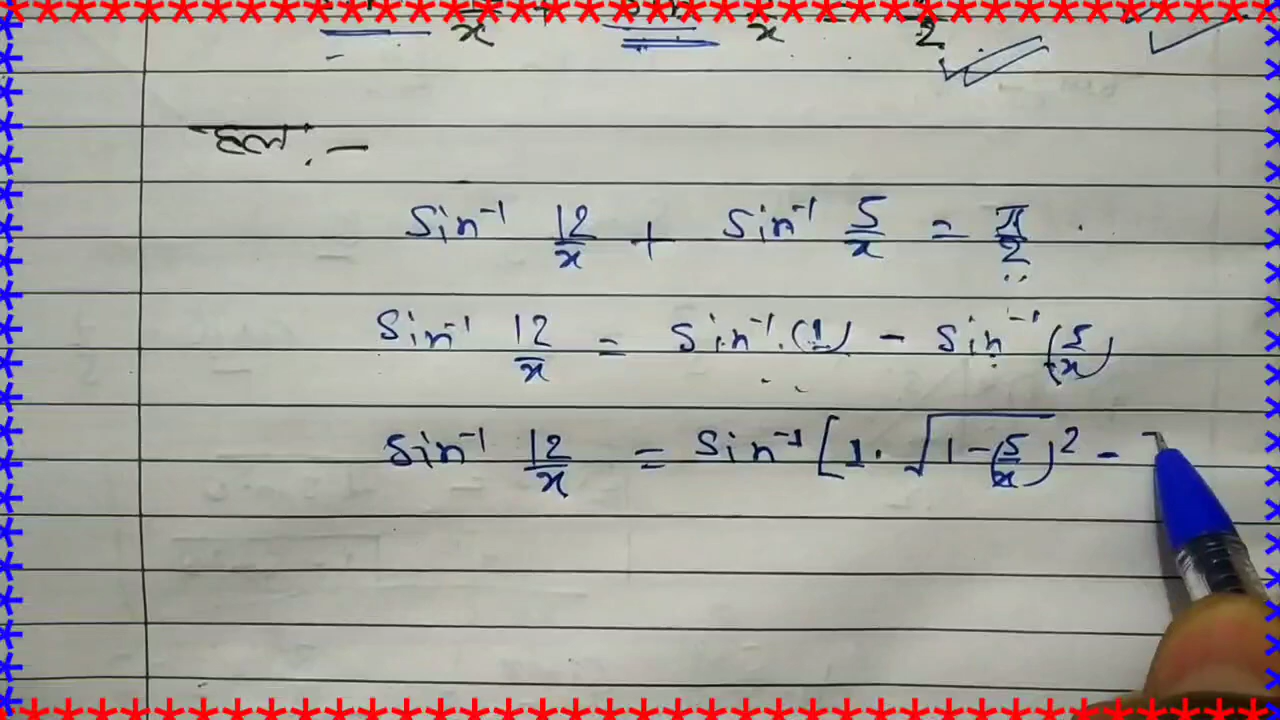 x + x = 2
हल :-
Sin⁻¹ 12/x + Sin⁻¹ 5/x = π/2
Sin⁻¹ 12/x = Sin⁻¹ (1) - Sin⁻¹ (5/x)
Sin⁻¹ 12/x = Sin⁻¹ [1. √1-(5/x)² -